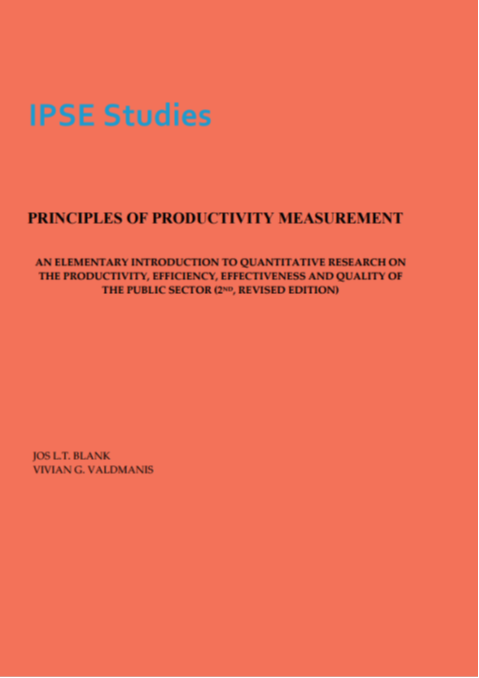 IPSE Studies
PRINCIPLES OF PRODUCTIVITY MEASUREMENT
AN ELEMENTARY INTRODUCTION TO QUANTITATIVE RESEARCH ON
THE PRODUCTIVITY, EFFICIENCY, EFFECTIVENESS AND QUALITY OF
THE PUBLIC SECTOR (2ND, REVISED EDITION)
JOS L.T. BLANK
VIVIAN G. VALDMANIS